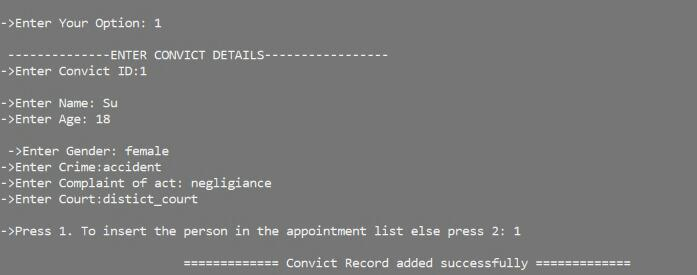 ->Enter Your Option: 1
--------------ENTER CONVICT DETAILS-----------------
->Enter Convict ID:1
->Enter Name: Su
->Enter Age: 18
->Enter Gender: female
->Enter Crime:accident
->Enter Complaint of act: negligiance
->Enter Court:distict_court
->Press 1. To insert the person in the appointment list else press 2: 1
============= Convict Record added successfully =============